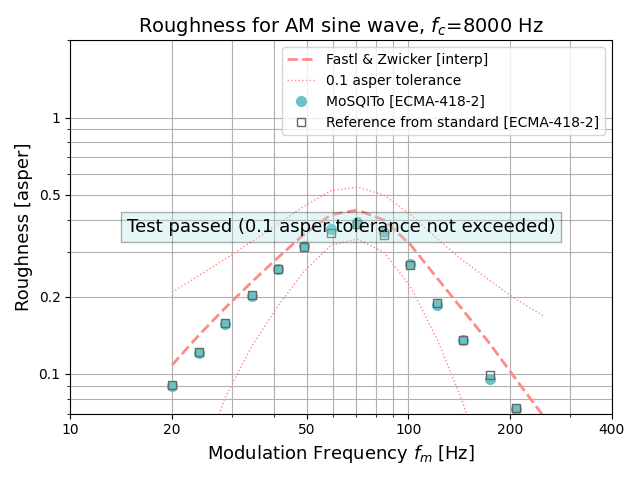 Roughness for AM sine wave, f_c=8000 Hz
Fastl & Zwicker [interp]
0.1 asper tolerance
MoSQITo [ECMA-418-2]
Reference from standard [ECMA-418-2]
Test passed (0.1 asper tolerance not exceeded)
Roughness [asper]
1
0.5
0.2
0.1
10 20 50 100 200 400
Modulation Frequency f_m [Hz]